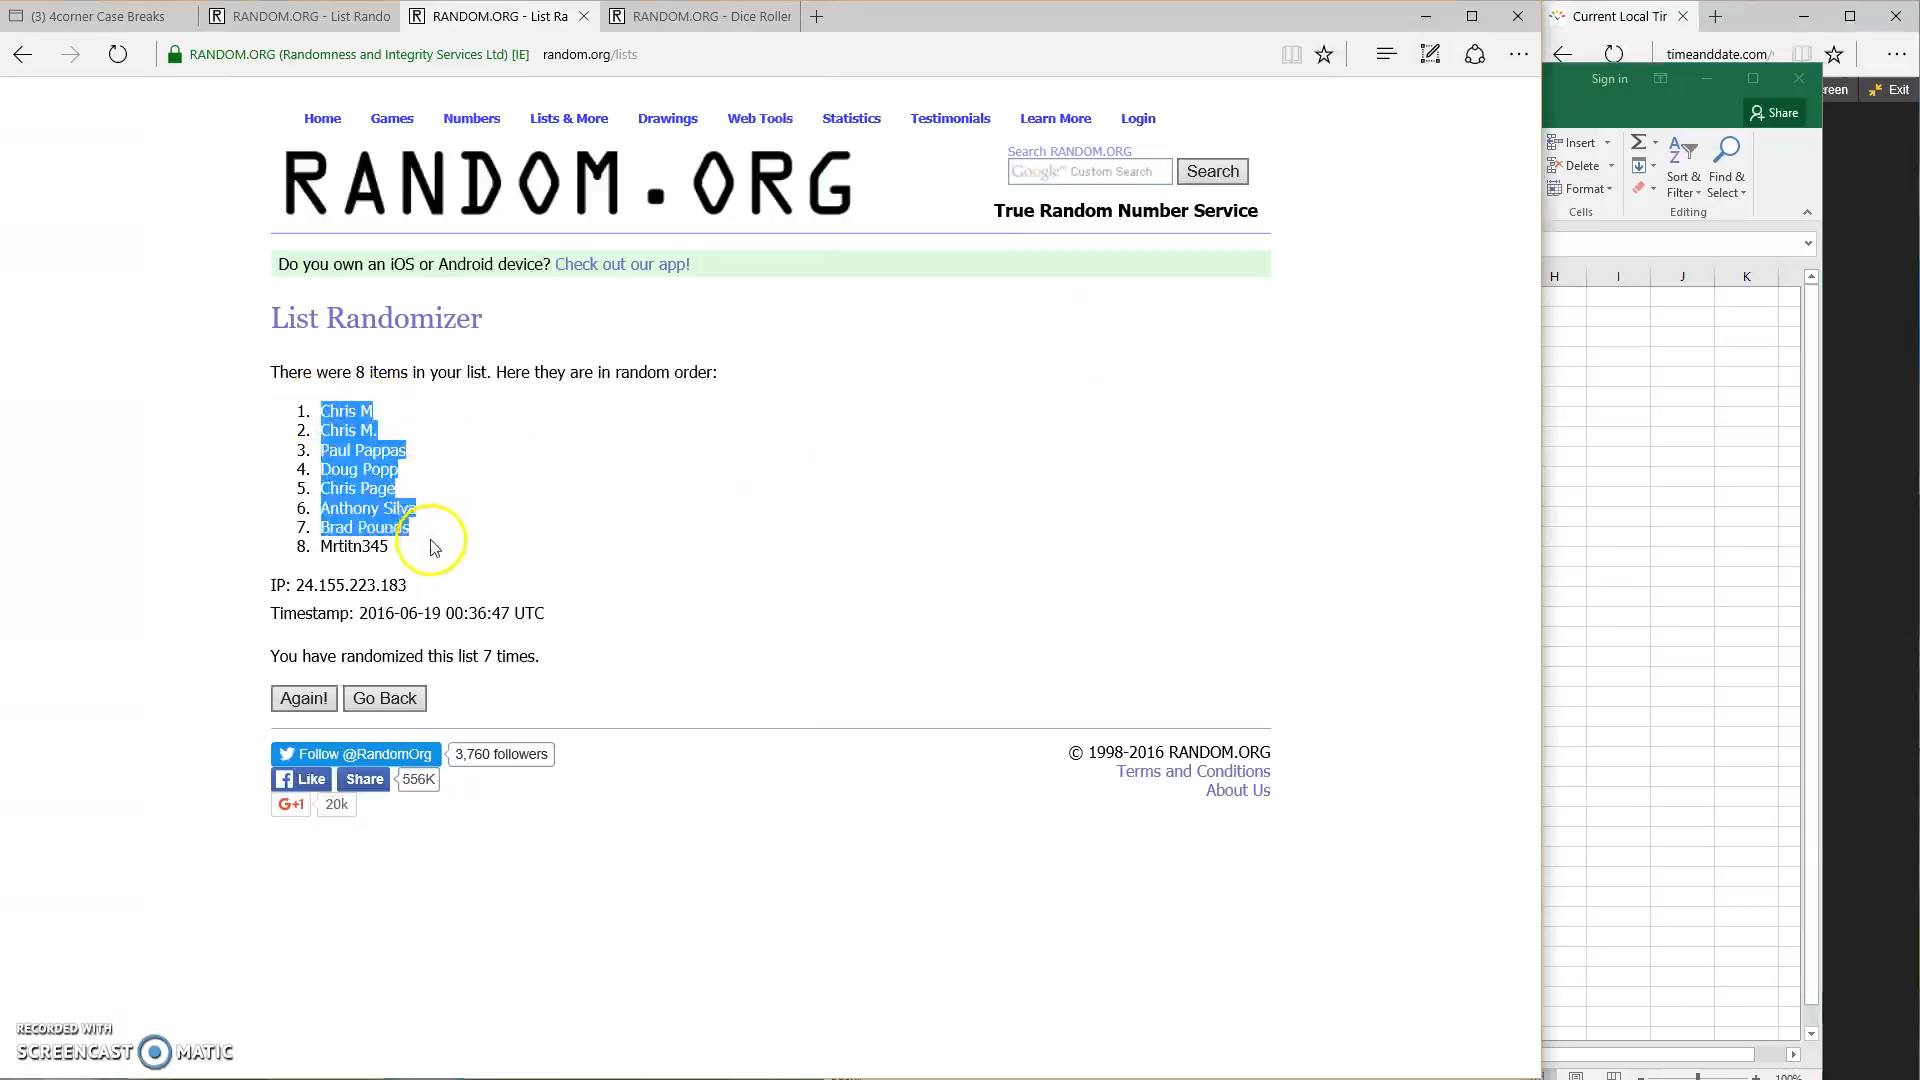 (3) 4corner Case Breaks
RANDOM.ORG - List Rando
RANDOM.ORG - List Ra
RANDOM.ORG - Dice Roller
Current Local Tir
RANDOM.ORG (Randomness and Integrity Services Ltd) [IE] random.org/lists
timeanddate.com/
Sign in
reen
Exit
Share
Home Games Numbers Lists & More Drawings Web Tools Statistics Testimonials Learn More Login
RANDOM.ORG
Search RANDOM.ORG
Google™ Custom Search
Search
True Random Number Service
Insert
Delete
Format
Cells
Sort &
Filter
Find &
Select
Editing
Do you own an iOS or Android device? Check out our app!
H I J K
List Randomizer
There were 8 items in your list. Here they are in random order:
1. Chris M
2. Chris M.
3. Paul Pappas
4. Doug Popp
5. Chris Page
6. Anthony Silva
7. Brad Pounds
8. Mrtitn345
IP: 24.155.223.183
Timestamp: 2016-06-19 00:36:47 UTC
You have randomized this list 7 times.
Again! Go Back
Follow @RandomOrg 3,760 followers
Like Share 556K
G+1 20k
© 1998-2016 RANDOM.ORG
Terms and Conditions
About Us
RECORDED WITH
SCREENCAST MATIC
100%